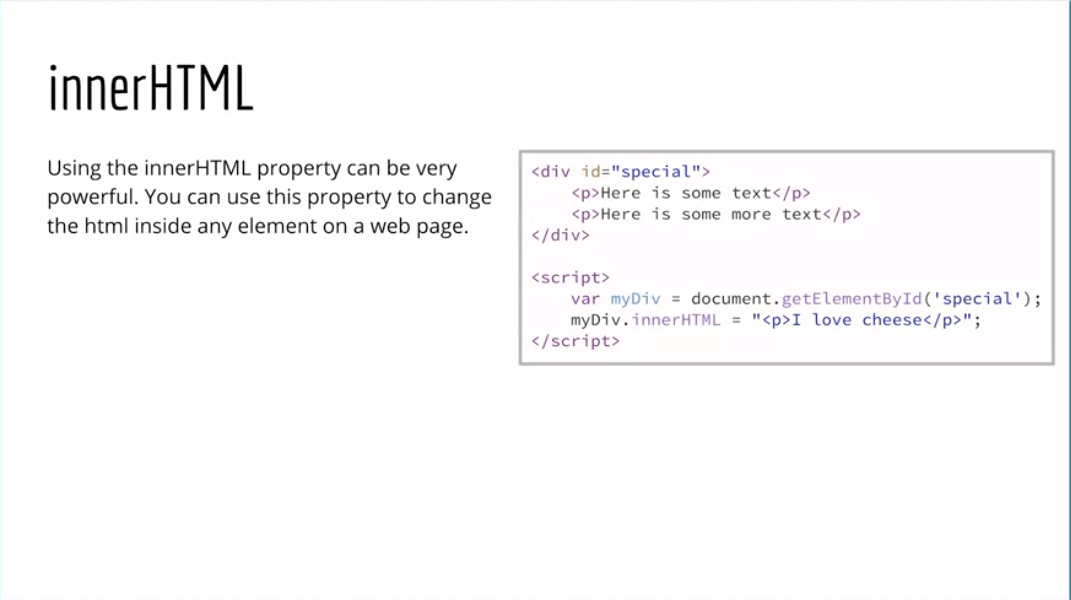 innerHTML
Using the innerHTML property can be very
powerful. You can use this property to change
the html inside any element on a web page.
<div id="special">
    <p>Here is some text</p>
    <p>Here is some more text</p>
</div>
<script>
    var myDiv = document.getElementById('special');
    myDiv.innerHTML = "<p>I love cheese</p>";
</script>